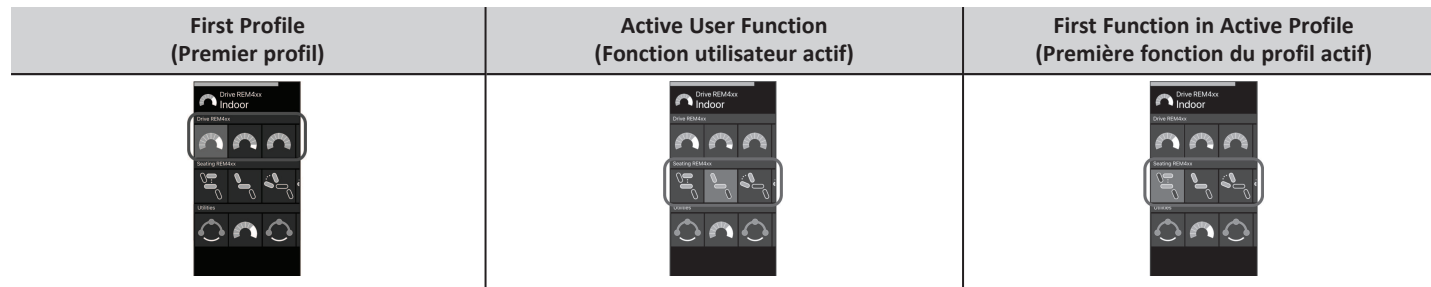 First Profile
(Premier profil)
Active User Function
(Fonction utilisateur actif)
First Function in Active Profile
(Première fonction du profil actif)
Drive REM4xx
Indoor
Drive REM4xx
Seating REM4xx
Utilities
Drive REM4xx
Indoor
Drive REM4xx
Seating REM4xx
Utilities
Drive REM4xx
Indoor
Drive REM4xx
Seating REM4xx
Utilities